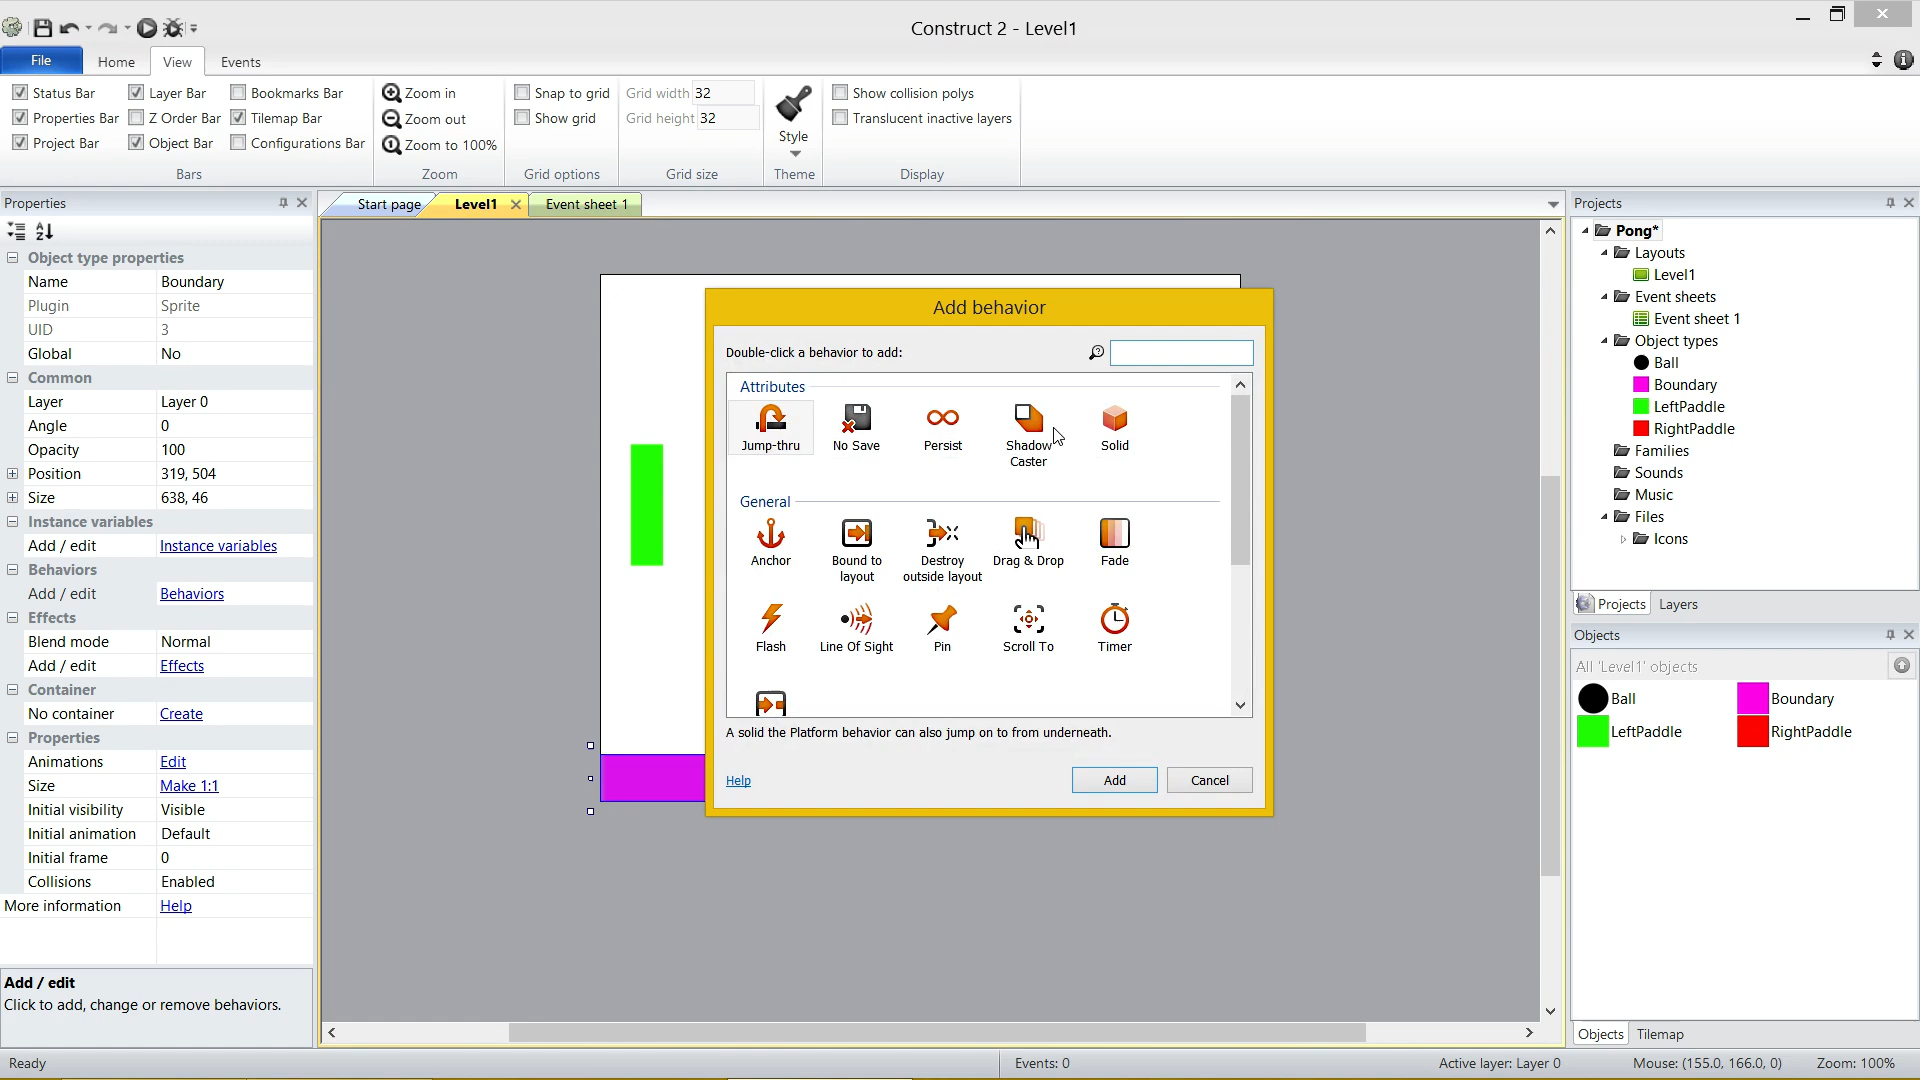 Construct 2 - Level1
File
Home
View
Events
Status Bar
Layer Bar
Bookmarks Bar
Properties Bar
Z Order Bar
Tilemap Bar
Project Bar
Object Bar
Configurations Bar
Bars
Zoom in
Zoom out
Zoom to 100%
Zoom
Snap to grid
Show grid
Grid options
Grid width 32
Grid height 32
Grid size
Style
Theme
Show collision polys
Translucent inactive layers
Display
Properties
Object type properties
Name Boundary
Plugin Sprite
UID 3
Global No
Common
Layer Layer 0
Angle 0
Opacity 100
Position 319, 504
Size 638, 46
Instance variables
Add / edit Instance variables
Behaviors
Add / edit Behaviors
Effects
Blend mode Normal
Add / edit Effects
Container
No container Create
Properties
Animations Edit
Size Make 1:1
Initial visibility Visible
Initial animation Default
Initial frame 0
Collisions Enabled
More information Help
Add / edit
Click to add, change or remove behaviors.
Start page
Level1
Event sheet 1
Add behavior
Double-click a behavior to add:
Attributes
Jump-thru
No Save
Persist
Shadow
Caster
Solid
General
Anchor
Bound to
layout
Destroy
outside layout
Drag & Drop
Fade
Flash
Line Of Sight
Pin
Scroll To
Timer
A solid the Platform behavior can also jump on to from underneath.
Help
Add
Cancel
Projects
Pong*
Layouts
Level1
Event sheets
Event sheet 1
Object types
Ball
Boundary
LeftPaddle
RightPaddle
Families
Sounds
Music
Files
Icons
Projects
Layers
Objects
All 'Level1' objects
Ball
Boundary
LeftPaddle
RightPaddle
Objects
Tilemap
Ready
Events: 0
Active layer: Layer 0
Mouse: (155.0, 166.0, 0)
Zoom: 100%